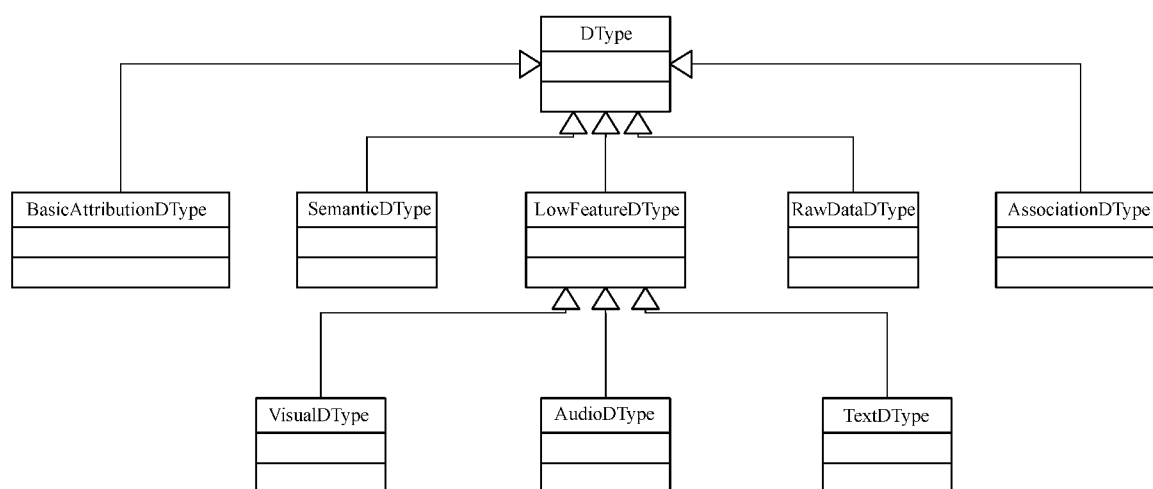 DType
BasicAttributionDType
SemanticDType
LowFeatureDType
RawDataDType
AssociationDType
VisualDType
AudioDType
TextDType